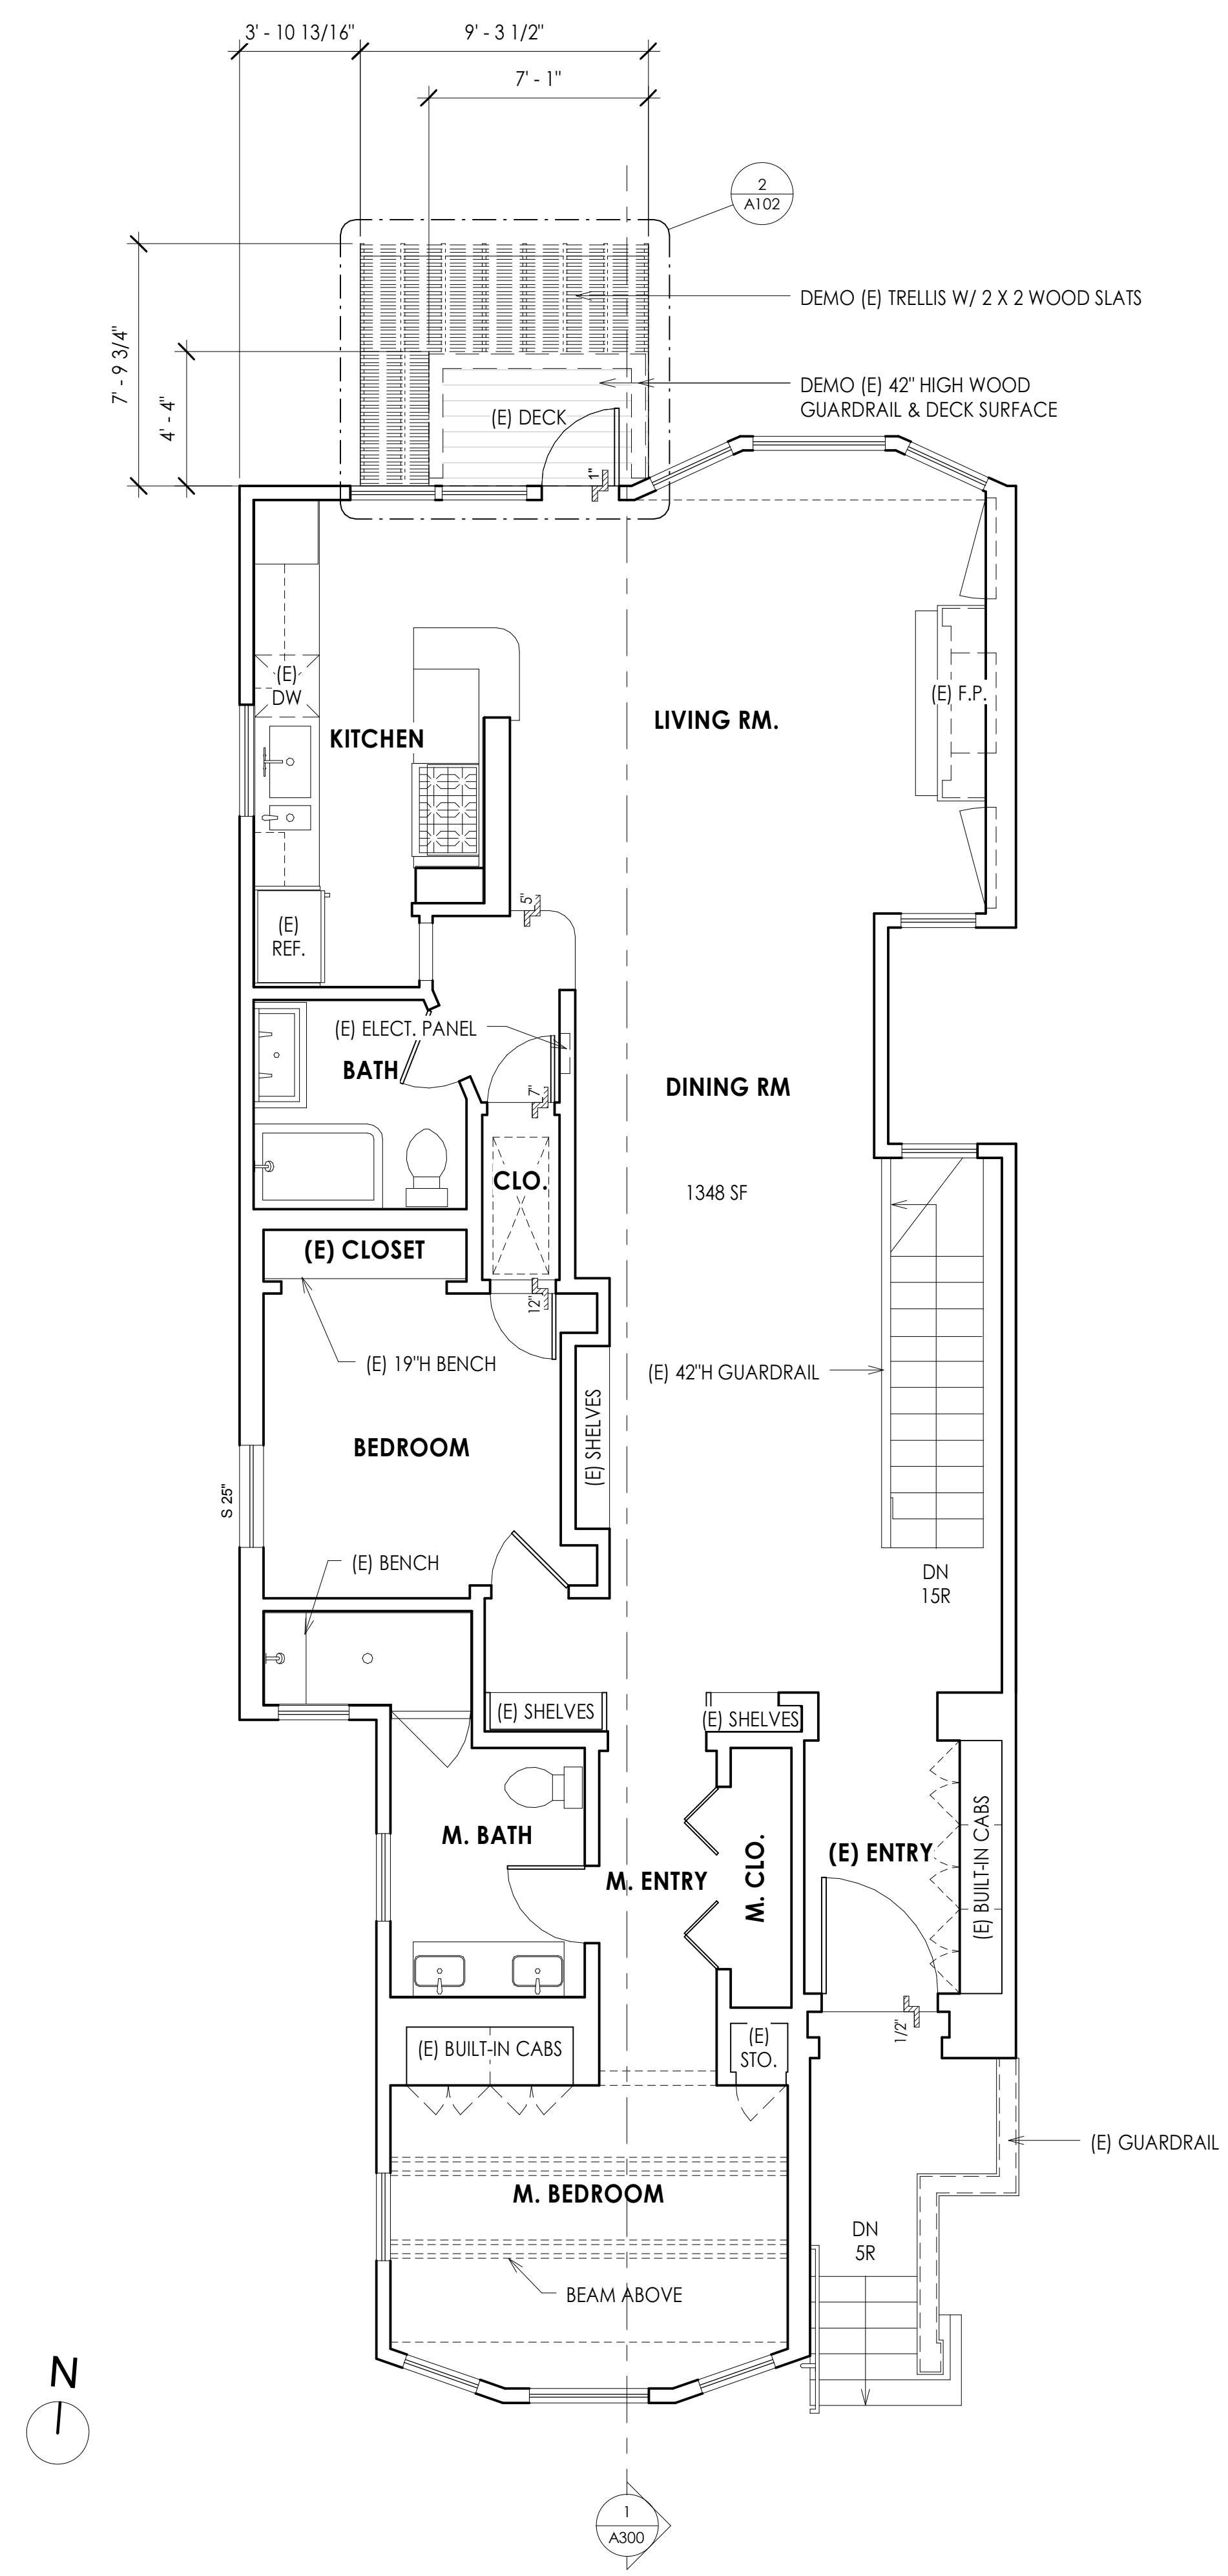 3' - 10 13/16"
9' - 3 1/2"
7' - 1"
2
A102
7' - 9 3/4"
4' - 4"
DEMO (E) TRELLIS W/ 2 X 2 WOOD SLATS
DEMO (E) 42" HIGH WOOD
GUARDRAIL & DECK SURFACE
(E) DECK
1"
(E)
DW
KITCHEN
LIVING RM.
(E) F.P.
5"
(E)
REF.
(E) ELECT. PANEL
BATH
DINING RM
7"
CLO.
1348 SF
(E) CLOSET
12"
(E) 19"H BENCH
(E) 42"H GUARDRAIL
(E) SHELVES
BEDROOM
S 25"
(E) BENCH
DN
15R
(E) SHELVES
(E) SHELVES
M. BATH
M. ENTRY
M. CLO.
(E) ENTRY
(E) BUILT-IN CABS
1/2"
(E) BUILT-IN CABS
(E)
STO.
(E) GUARDRAIL
M. BEDROOM
DN
5R
BEAM ABOVE
N
1
A300